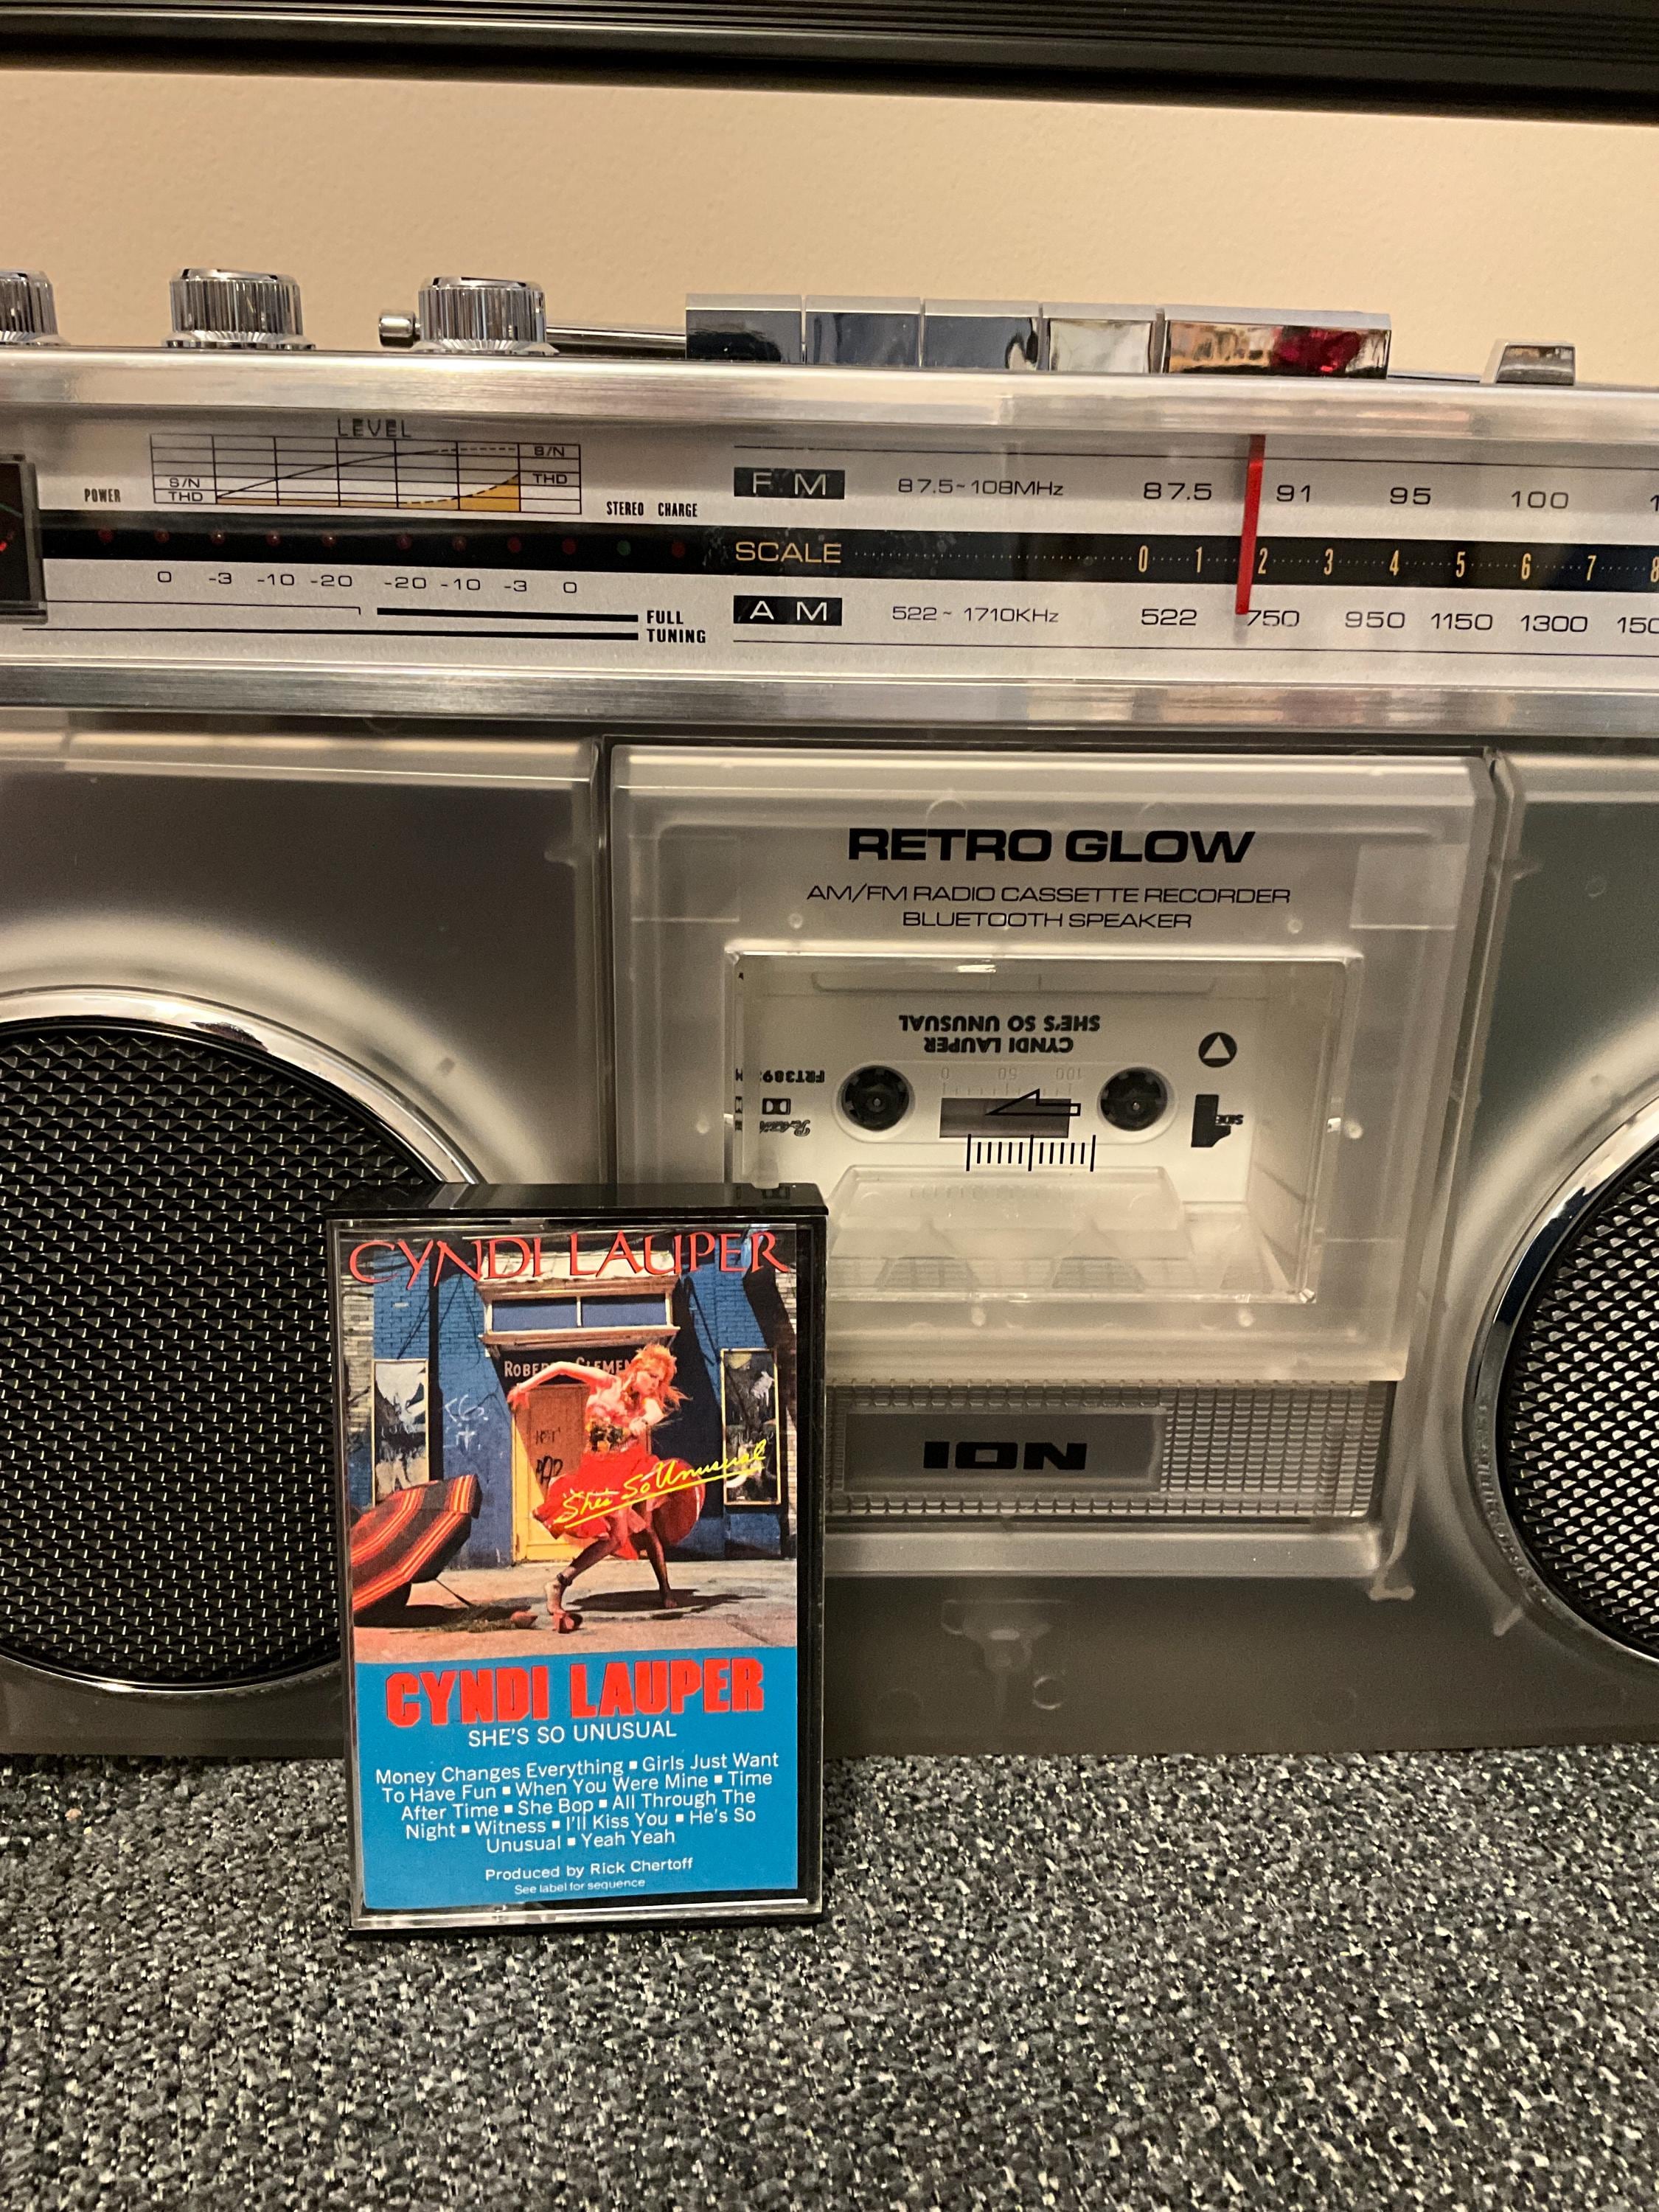 LEVEL
S/N
THD
S/N
THD
POWER
STEREO CHARGE
0 -3 -10 -20 -20 -10 -3 0
FULL
TUNING
FM 87.5~108MHz 87.5 91 95 100
SCALE 0 1 2 3 4 5 6 7 8
AM 522~1710KHz 522 750 950 1150 1300
RETRO GLOW
AM/FM RADIO CASSETTE RECORDER
BLUETOOTH SPEAKER
CYNDI LAUPER
SHE'S SO UNUSUAL
0 50 100
ION
CYNDI LAUPER
She's So Unusual
CYNDI LAUPER
SHE'S SO UNUSUAL
Money Changes Everything ▪ Girls Just Want
To Have Fun ▪ When You Were Mine ▪ Time
After Time ▪ She Bop ▪ All Through The
Night ▪ Witness ▪ I'll Kiss You ▪ He's So
Unusual ▪ Yeah Yeah
Produced by Rick Chertoff
See label for sequence